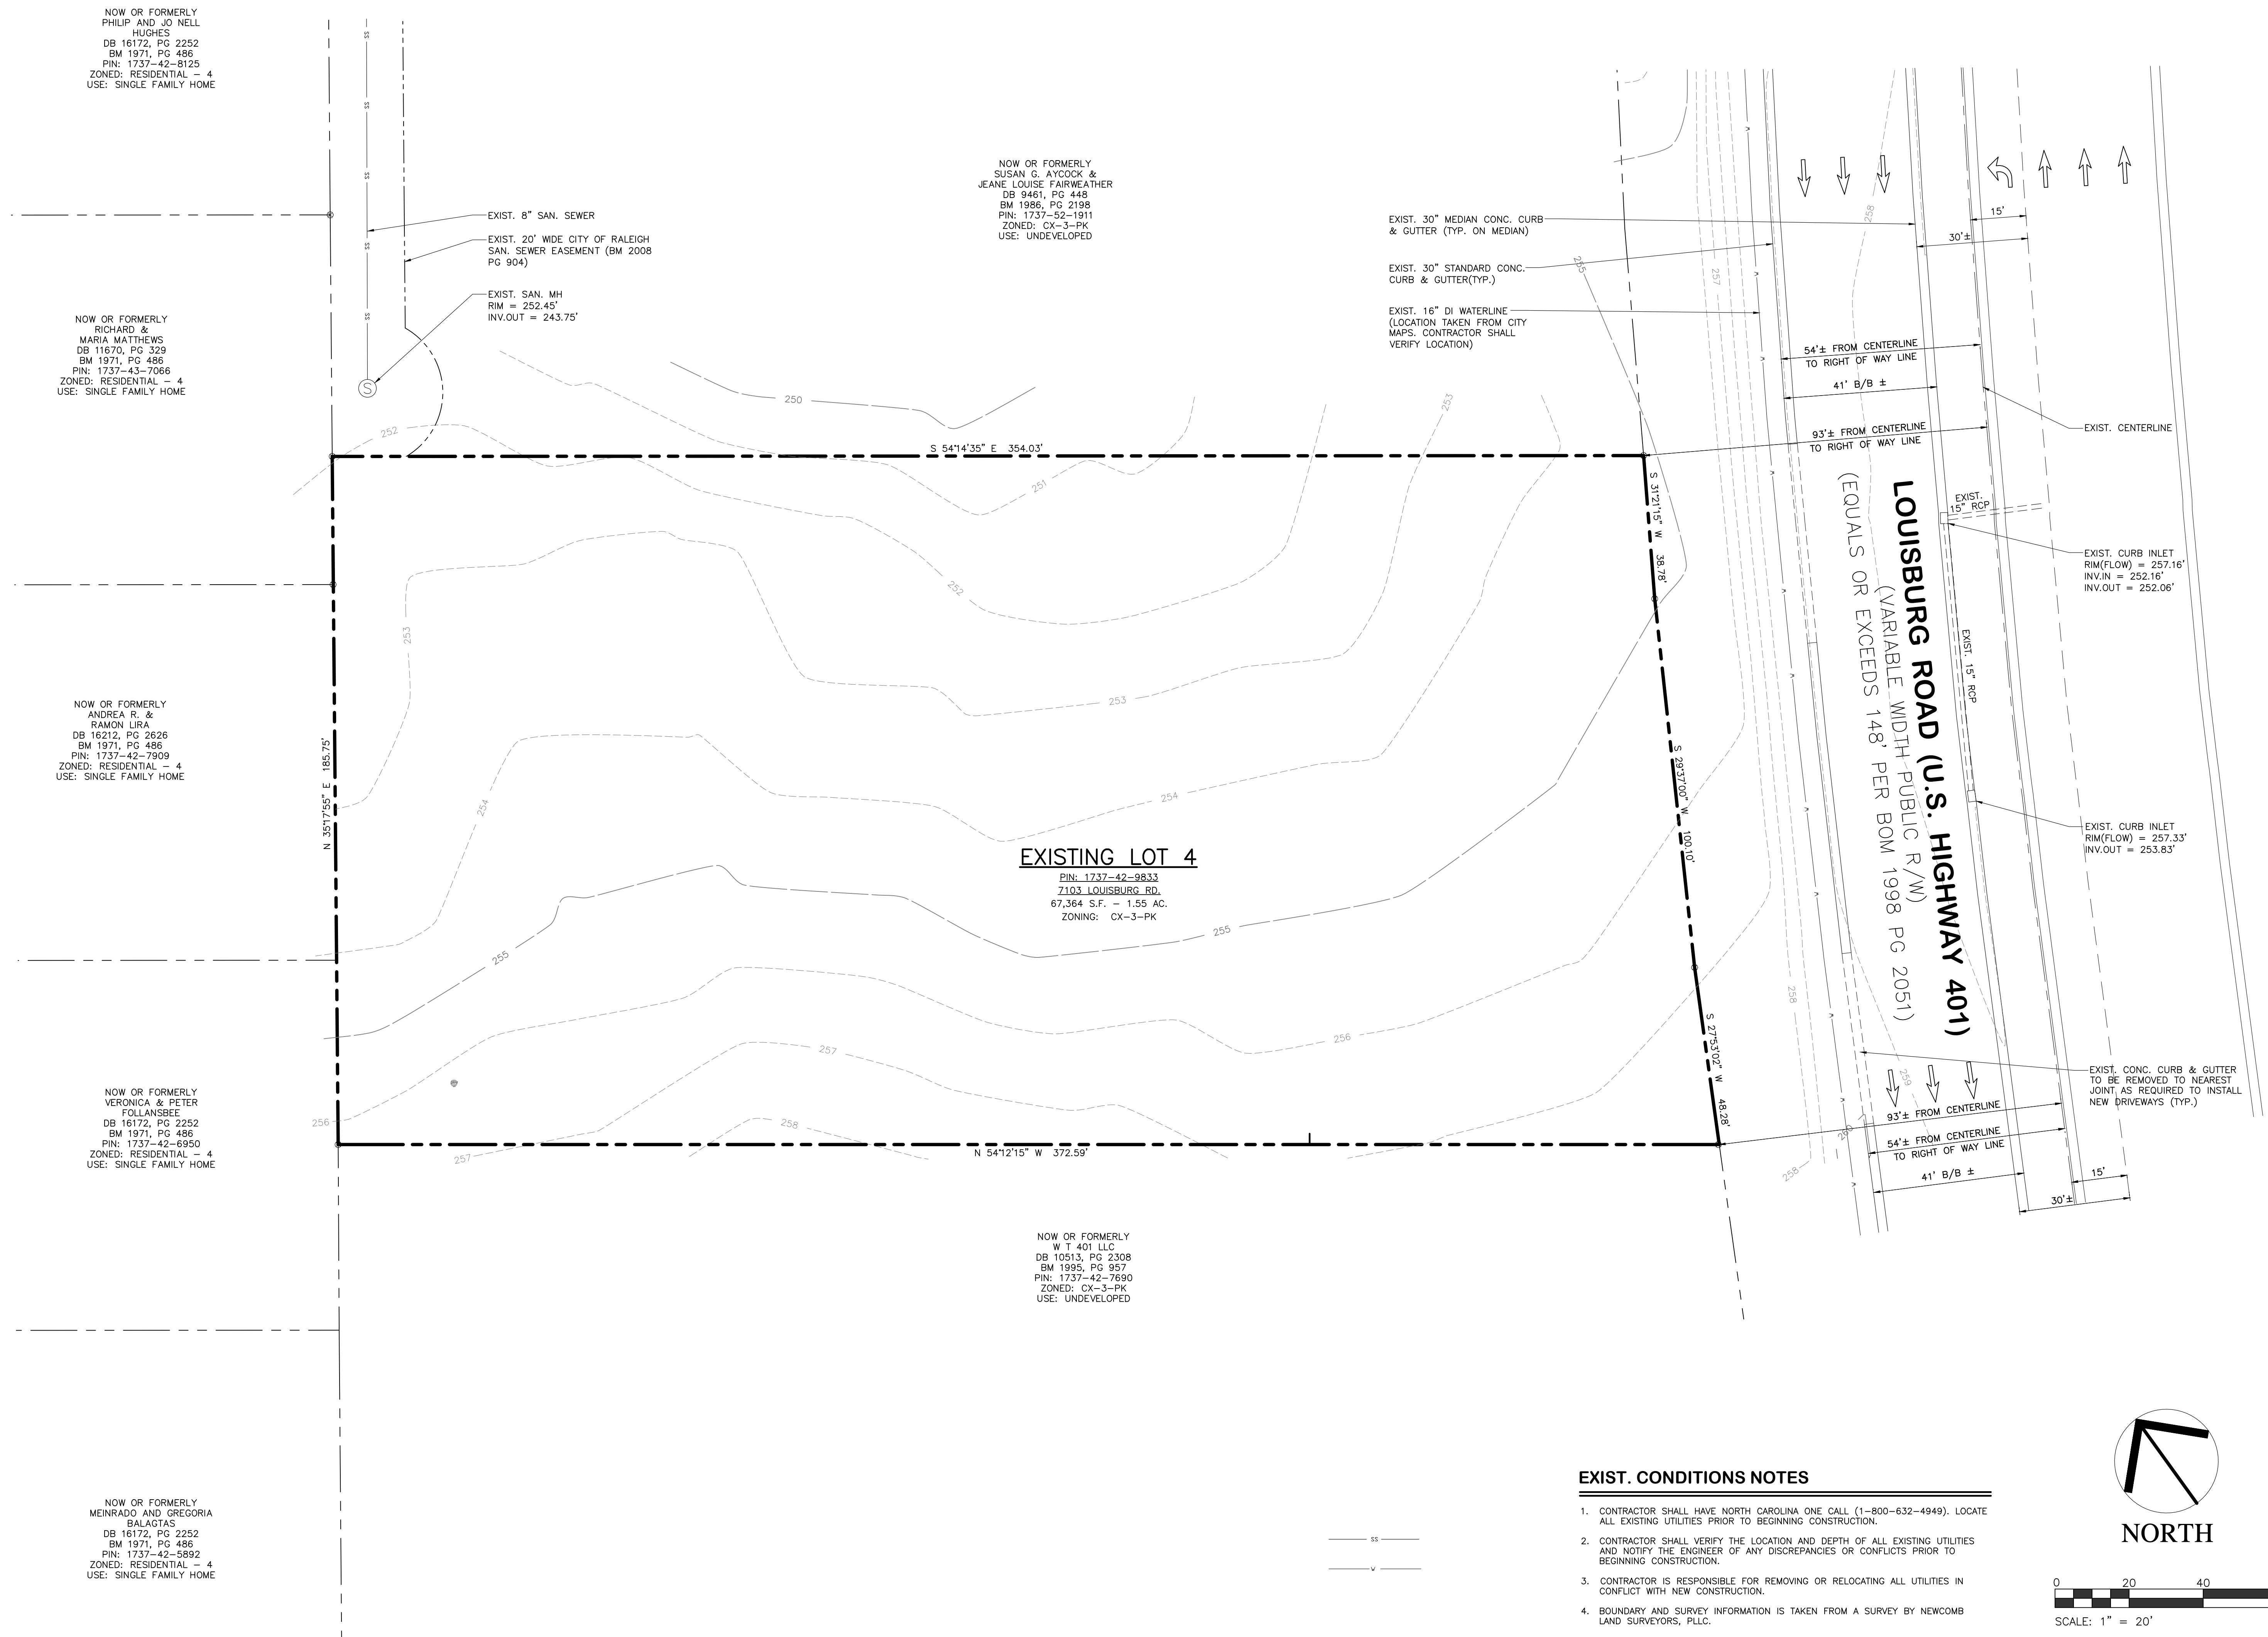 NOW OR FORMERLY
PHILIP AND JO NELL
HUGHES
DB 16172, PG 2252
BM 1971, PG 486
PIN: 1737-42-8125
ZONED: RESIDENTIAL - 4
USE: SINGLE FAMILY HOME
NOW OR FORMERLY
RICHARD &
MARIA MATTHEWS
DB 11670, PG 329
BM 1971, PG 486
PIN: 1737-43-7066
ZONED: RESIDENTIAL - 4
USE: SINGLE FAMILY HOME
NOW OR FORMERLY
ANDREA R. &
RAMON LIRA
DB 16212, PG 2626
BM 1971, PG 486
PIN: 1737-42-7909
ZONED: RESIDENTIAL - 4
USE: SINGLE FAMILY HOME
NOW OR FORMERLY
VERONICA & PETER
FOLLANSBEE
DB 16172, PG 2252
BM 1971, PG 486
PIN: 1737-42-6950
ZONED: RESIDENTIAL - 4
USE: SINGLE FAMILY HOME
NOW OR FORMERLY
MEINRADO AND GREGORIA
BALAGTAS
DB 16172, PG 2252
BM 1971, PG 486
PIN: 1737-42-5892
ZONED: RESIDENTIAL - 4
USE: SINGLE FAMILY HOME
SS
SS
SS
SS
SS
EXIST. 8" SAN. SEWER
EXIST. 20' WIDE CITY OF RALEIGH
SAN. SEWER EASEMENT (BM 2008
PG 904)
EXIST. SAN. MH
RIM = 252.45'
INV.OUT = 243.75'
S
NOW OR FORMERLY
SUSAN G. AYCOCK &
JEANE LOUISE FAIRWEATHER
DB 9461, PG 448
BM 1986, PG 2198
PIN: 1737-52-1911
ZONED: CX-3-PK
USE: UNDEVELOPED
EXIST. 30" MEDIAN CONC. CURB
& GUTTER (TYP. ON MEDIAN)
EXIST. 30" STANDARD CONC.
CURB & GUTTER(TYP.)
EXIST. 16" DI WATERLINE
(LOCATION TAKEN FROM CITY
MAPS. CONTRACTOR SHALL
VERIFY LOCATION)
255
257
258
15'
30'±
54'± FROM CENTERLINE
TO RIGHT OF WAY LINE
41' B/B ±
93'± FROM CENTERLINE
TO RIGHT OF WAY LINE
EXIST. CENTERLINE
250
252
253
S 54°14'35" E 354.03'
251
252
253
253
254
254
255
255
256
256
257
257
258
S 31°21'15" W 38.78'
S 29°37'00" W 100.10'
S 27°53'02" W 48.28'
N 35°17'55" E 185.75'
N 54°12'15" W 372.59'
EXISTING LOT 4
PIN: 1737-42-9833
7103 LOUISBURG RD.
67,364 S.F. - 1.55 AC.
ZONING: CX-3-PK
LOUISBURG ROAD (U.S. HIGHWAY 401)
(VARIABLE WIDTH PUBLIC R/W)
(EQUALS OR EXCEEDS 148' PER BOM 1998 PG 2051)
EXIST.
15" RCP
EXIST. 15" RCP
EXIST. CURB INLET
RIM(FLOW) = 257.16'
INV.IN = 252.16'
INV.OUT = 252.06'
EXIST. CURB INLET
RIM(FLOW) = 257.33'
INV.OUT = 253.83'
EXIST. CONC. CURB & GUTTER
TO BE REMOVED TO NEAREST
JOINT AS REQUIRED TO INSTALL
NEW DRIVEWAYS (TYP.)
258
259
260
258
93'± FROM CENTERLINE
54'± FROM CENTERLINE
TO RIGHT OF WAY LINE
41' B/B ±
15'
30'±
NOW OR FORMERLY
W T 401 LLC
DB 10513, PG 2308
BM 1995, PG 957
PIN: 1737-42-7690
ZONED: CX-3-PK
USE: UNDEVELOPED
SS
W
EXIST. CONDITIONS NOTES
1. CONTRACTOR SHALL HAVE NORTH CAROLINA ONE CALL (1-800-632-4949). LOCATE
ALL EXISTING UTILITIES PRIOR TO BEGINNING CONSTRUCTION.
2. CONTRACTOR SHALL VERIFY THE LOCATION AND DEPTH OF ALL EXISTING UTILITIES
AND NOTIFY THE ENGINEER OF ANY DISCREPANCIES OR CONFLICTS PRIOR TO
BEGINNING CONSTRUCTION.
3. CONTRACTOR IS RESPONSIBLE FOR REMOVING OR RELOCATING ALL UTILITIES IN
CONFLICT WITH NEW CONSTRUCTION.
4. BOUNDARY AND SURVEY INFORMATION IS TAKEN FROM A SURVEY BY NEWCOMB
LAND SURVEYORS, PLLC.
NORTH
0 20 40
SCALE: 1" = 20'